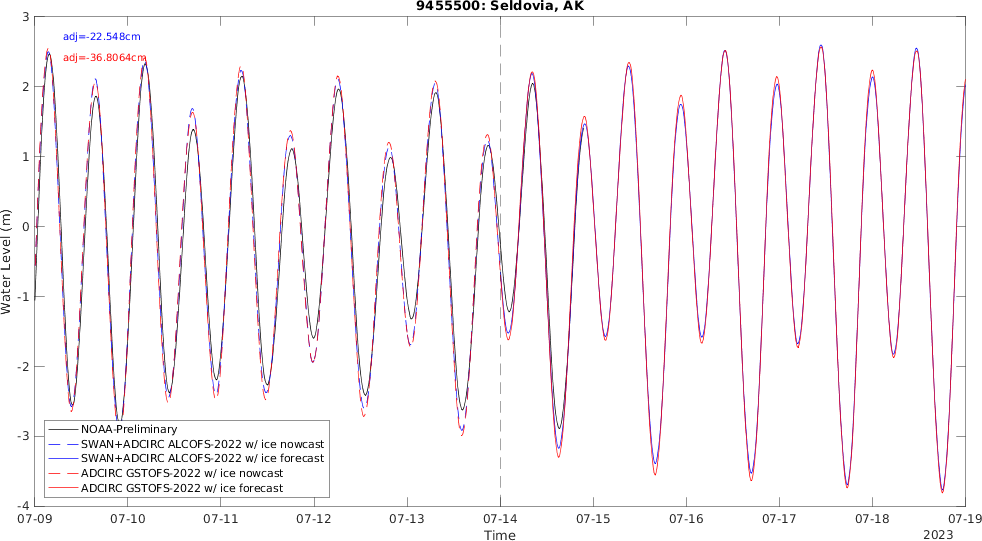 9455500: Seldovia, AK
adj=-22.548cm
adj=-36.8064cm
3
2
1
0
-1
-2
-3
-4
Water Level (m)
NOAA-Preliminary
SWAN+ADCIRC ALCOFS-2022 w/ ice nowcast
SWAN+ADCIRC ALCOFS-2022 w/ ice forecast
ADCIRC GSTOFS-2022 w/ ice nowcast
ADCIRC GSTOFS-2022 w/ ice forecast
07-09 07-10 07-11 07-12 07-13 07-14 07-15 07-16 07-17 07-18 07-19
Time
2023